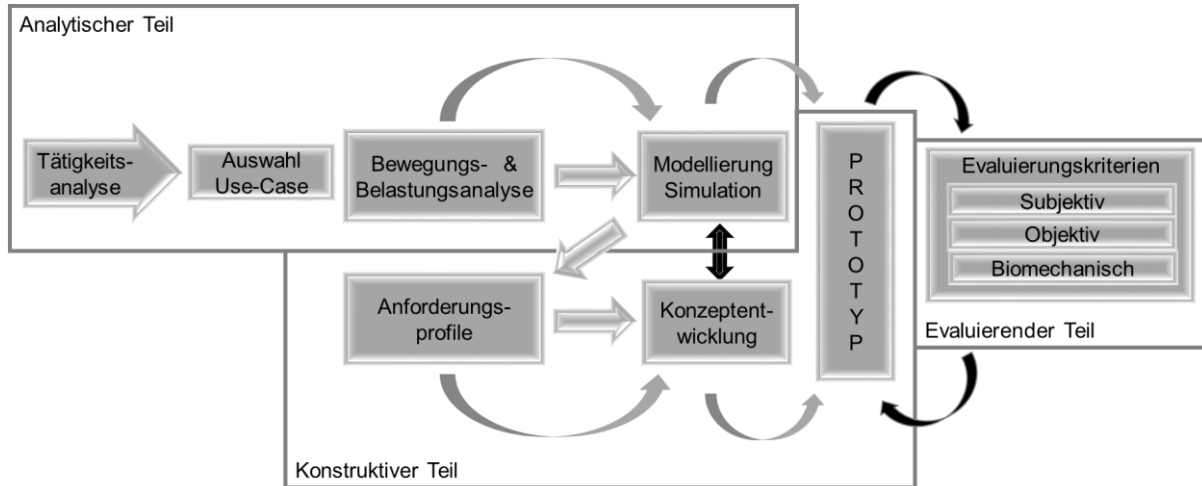 Analytischer Teil
Tätigkeits-
analyse
Auswahl
Use-Case
Bewegungs- &
Belastungsanalyse
Modellierung
Simulation
Anforderungs-
profile
Konzeptent-
wicklung
Konstruktiver Teil
P
R
O
T
O
T
Y
P
Evaluierungskriterien
Subjektiv
Objektiv
Biomechanisch
Evaluierender Teil